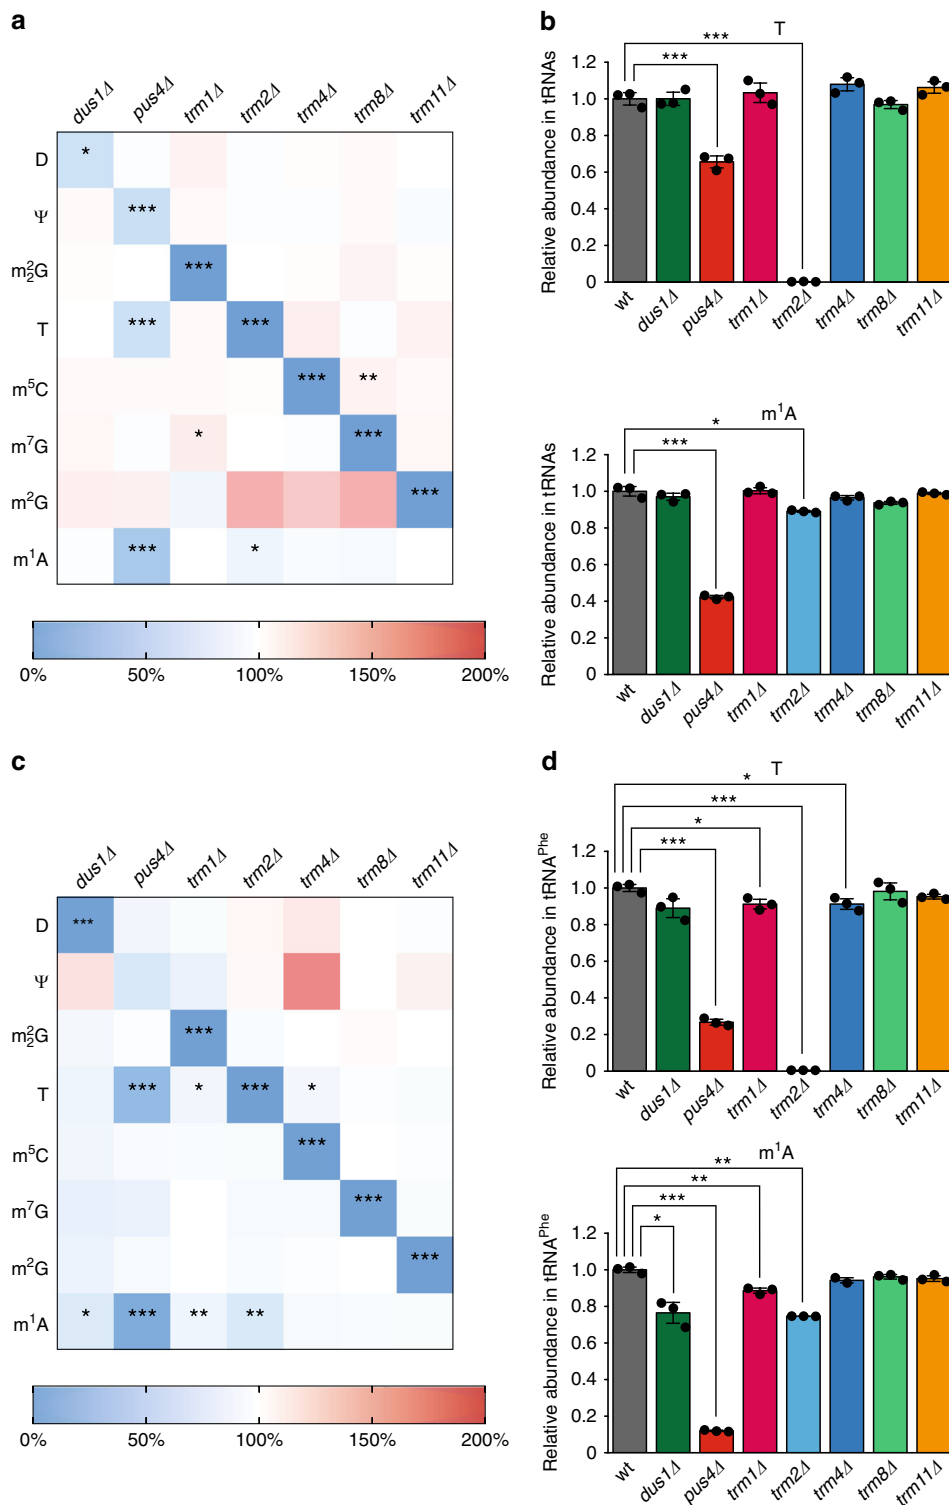 a
dus1Δ pus4Δ trm1Δ trm2Δ trm4Δ trm8Δ trm11Δ
D *
Ψ ***
m²₂G ***
T *** ***
m⁵C *** **
m⁷G * ***
m²G ***
m¹A *** *
0% 50% 100% 150% 200%
b
T
***
***
Relative abundance in tRNAs
1.2
1.0
0.8
0.6
0.4
0.2
0
wt dus1Δ pus4Δ trm1Δ trm2Δ trm4Δ trm8Δ trm11Δ
m¹A
*
***
Relative abundance in tRNAs
1.2
1.0
0.8
0.6
0.4
0.2
0
wt dus1Δ pus4Δ trm1Δ trm2Δ trm4Δ trm8Δ trm11Δ
c
dus1Δ pus4Δ trm1Δ trm2Δ trm4Δ trm8Δ trm11Δ
D ***
Ψ
m²₂G ***
T *** * *** *
m⁵C ***
m⁷G ***
m²G ***
m¹A * *** ** **
0% 50% 100% 150% 200%
d
T
*
***
*
***
Relative abundance in tRNAᴾʰᵉ
1.2
1.0
0.8
0.6
0.4
0.2
0
wt dus1Δ pus4Δ trm1Δ trm2Δ trm4Δ trm8Δ trm11Δ
m¹A
**
**
***
*
Relative abundance in tRNAᴾʰᵉ
1.2
1.0
0.8
0.6
0.4
0.2
0
wt dus1Δ pus4Δ trm1Δ trm2Δ trm4Δ trm8Δ trm11Δ